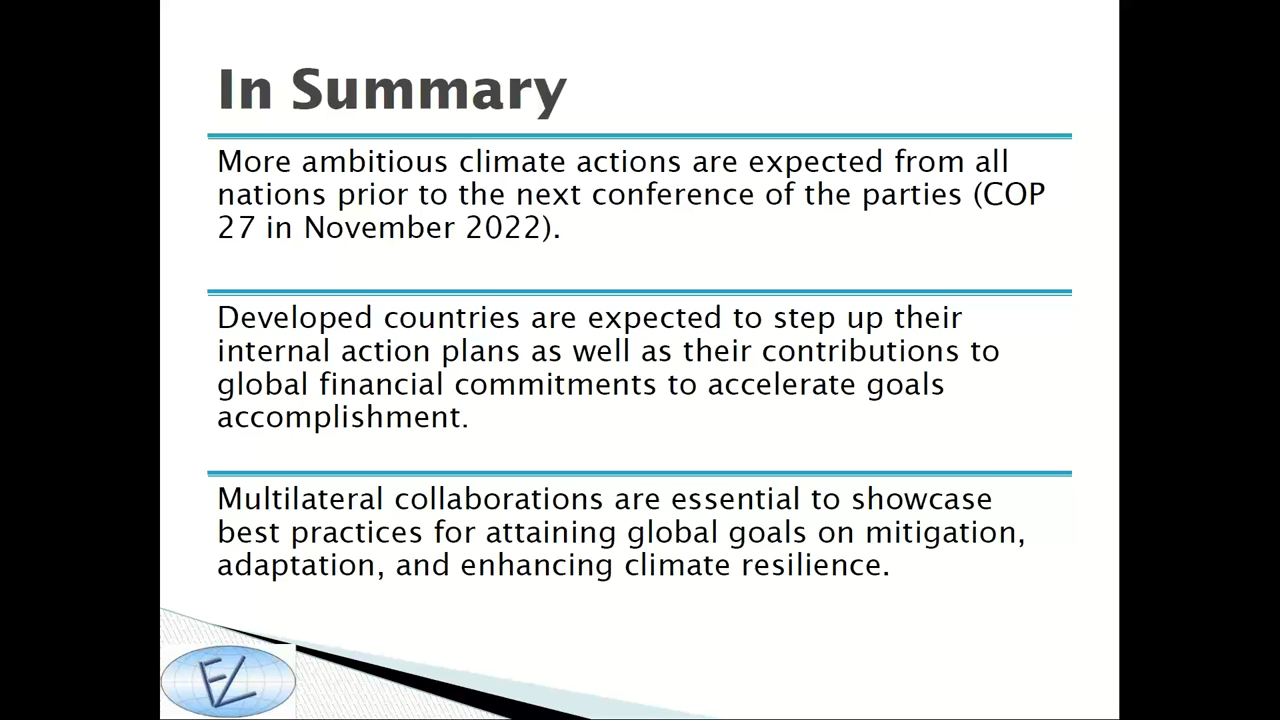 In Summary
More ambitious climate actions are expected from all
nations prior to the next conference of the parties (COP
27 in November 2022).
Developed countries are expected to step up their
internal action plans as well as their contributions to
global financial commitments to accelerate goals
accomplishment.
Multilateral collaborations are essential to showcase
best practices for attaining global goals on mitigation,
adaptation, and enhancing climate resilience.